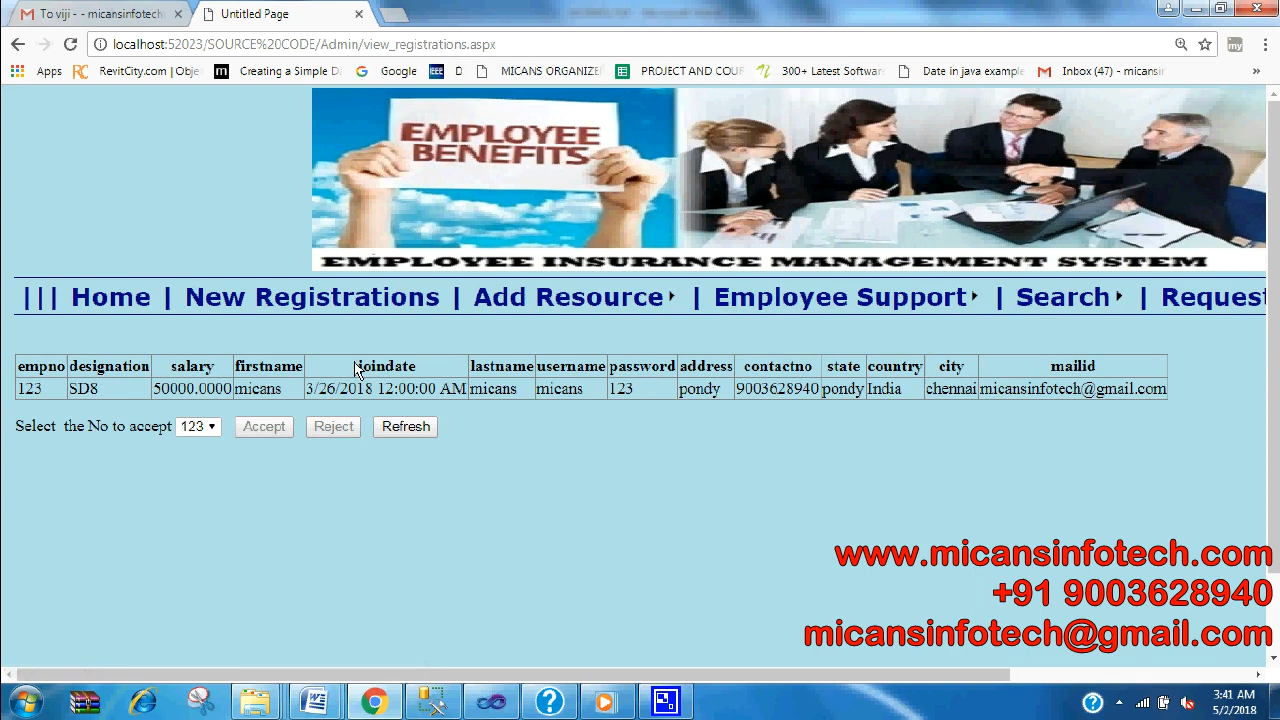 To viji - - micansinfotech
Untitled Page
localhost:52023/SOURCE%20CODE/Admin/view_registrations.aspx
Apps RevitCity.com | Obje Creating a Simple D Google IEEE D MICANS ORGANIZER PROJECT AND COUR 300+ Latest Softwar Date in java example Inbox (47) - micansir »
EMPLOYEE
BENEFITS
EMPLOYEE INSURANCE MANAGEMENT SYSTEM
||| Home | New Registrations | Add Resource | Employee Support | Search | Request
empno designation salary firstname joindate lastname username password address contactno state country city mailid
123 SD8 50000.0000 micans 3/26/2018 12:00:00 AM micans micans 123 pondy 9003628940 pondy India chennai micansinfotech@gmail.com
Select the No to accept 123 Accept Reject Refresh
www.micansinfotech.com
+91 9003628940
micansinfotech@gmail.com
3:41 AM
5/2/2018